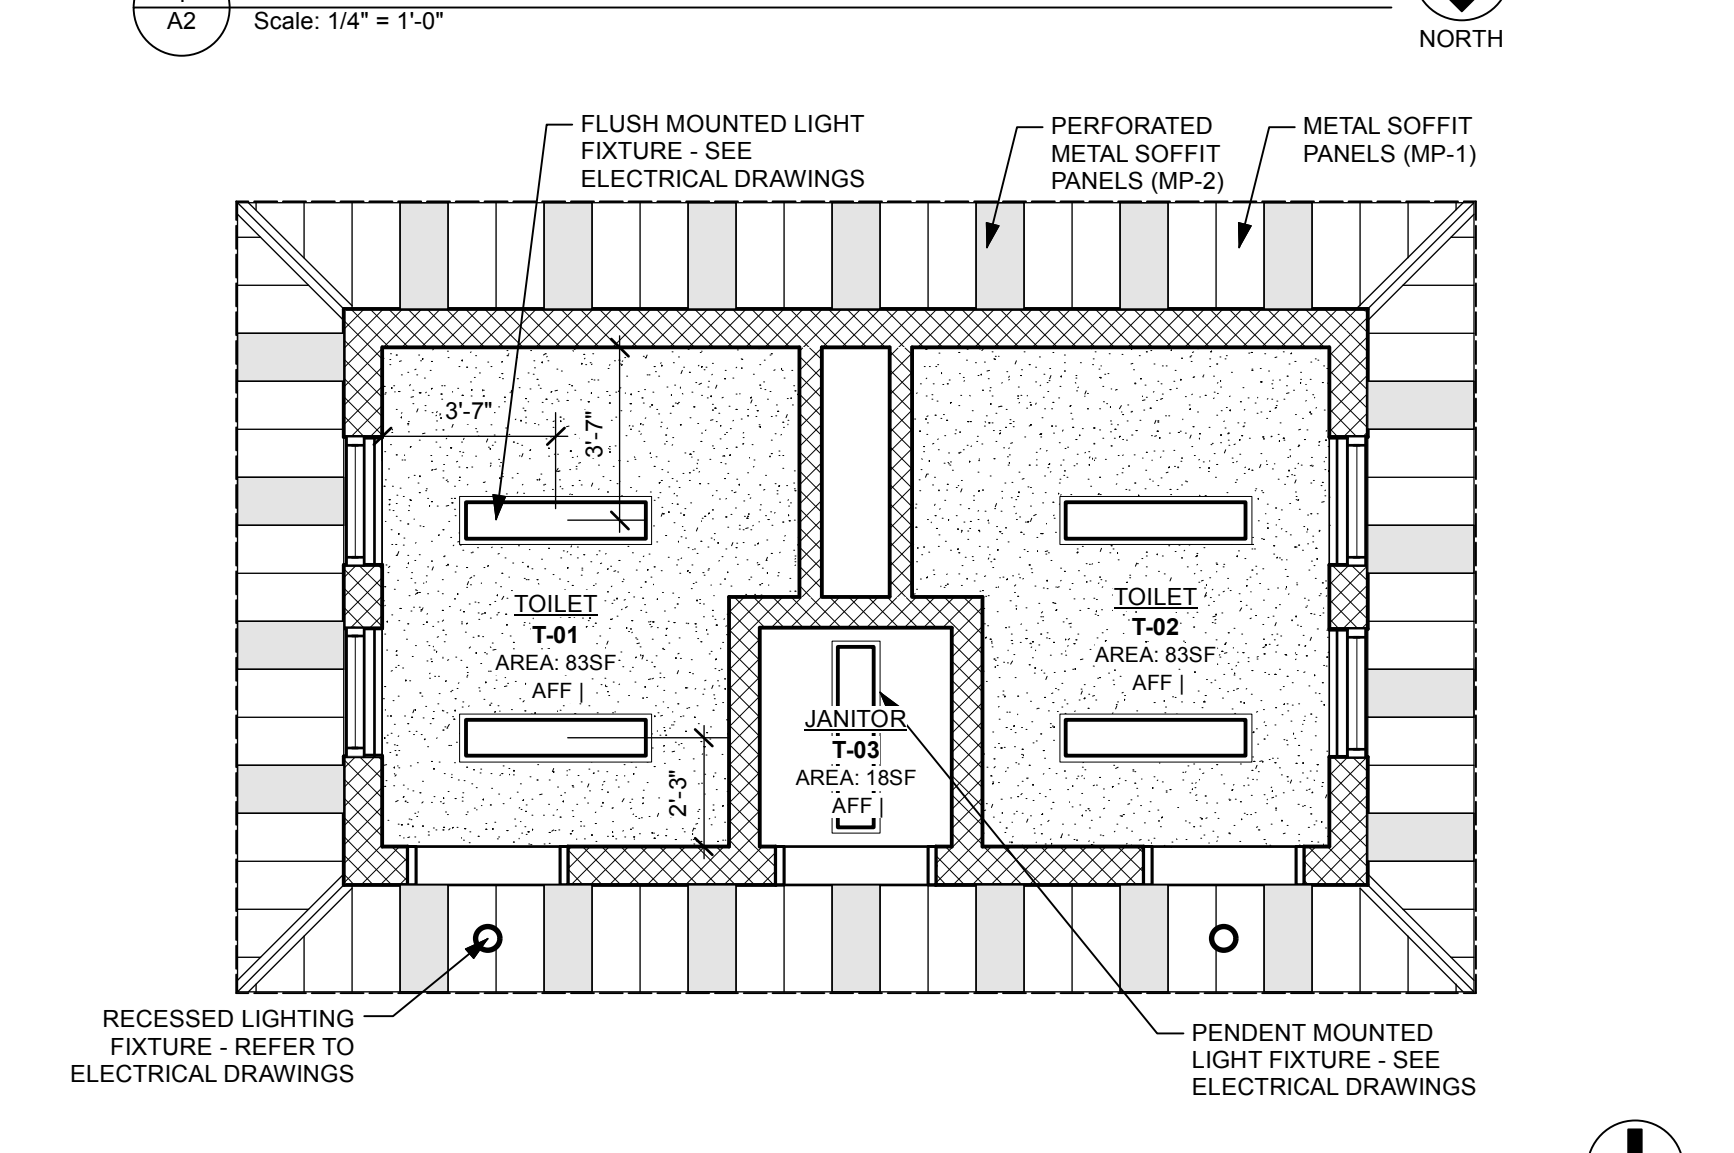 A2
Scale: 1/4" = 1'-0"
NORTH
FLUSH MOUNTED LIGHT
FIXTURE - SEE
ELECTRICAL DRAWINGS
PERFORATED
METAL SOFFIT
PANELS (MP-2)
METAL SOFFIT
PANELS (MP-1)
3'-7"
3'-7"
TOILET
T-01
AREA: 83SF
AFF |
TOILET
T-02
AREA: 83SF
AFF |
JANITOR
T-03
AREA: 18SF
AFF |
2'-3"
RECESSED LIGHTING
FIXTURE - REFER TO
ELECTRICAL DRAWINGS
PENDENT MOUNTED
LIGHT FIXTURE - SEE
ELECTRICAL DRAWINGS